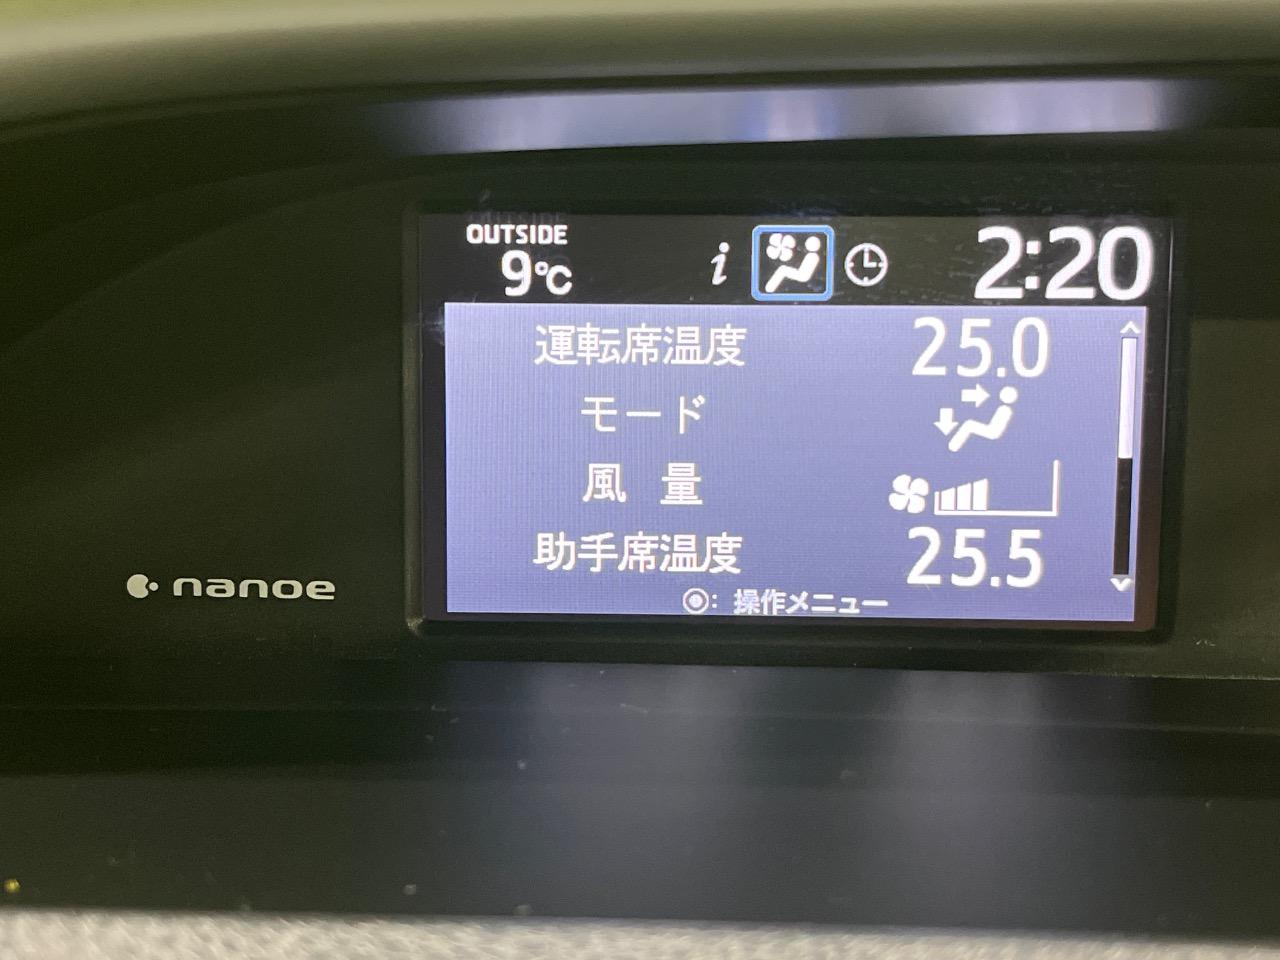 OUTSIDE
9℃
i
2:20
運転席温度 25.0
モード
風 量
助手席温度 25.5
: 操作メニュー
nanoe